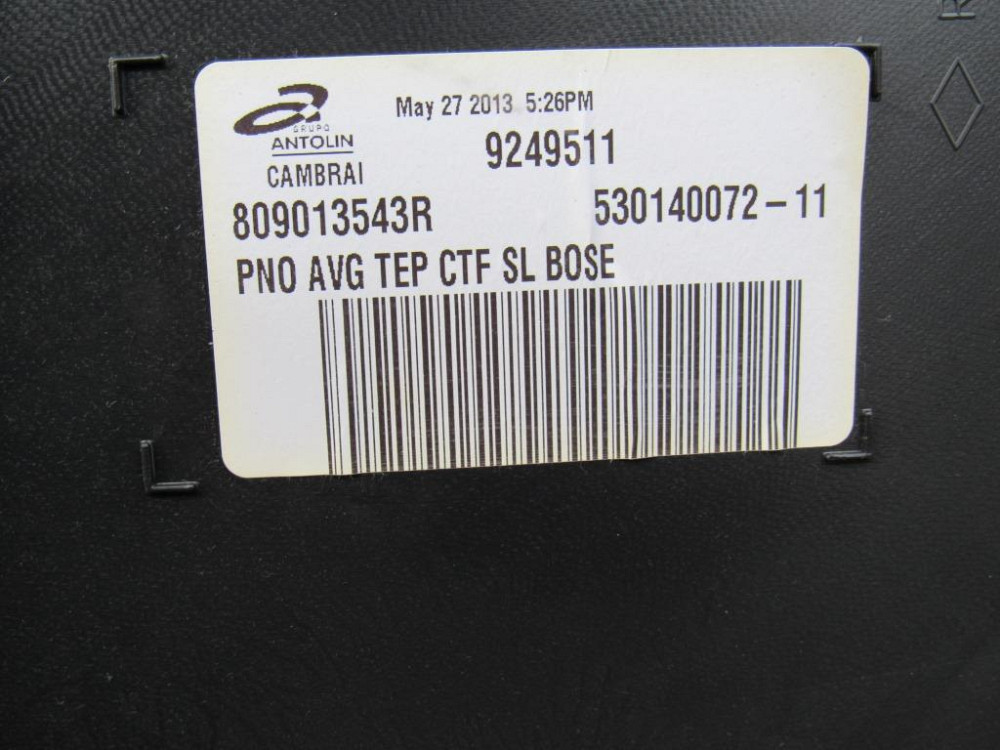 May 27 2013 5:26PM
GRUPO
ANTOLIN
9249511
CAMBRAI
809013543R
530140072-11
PNO AVG TEP CTF SL BOSE
R